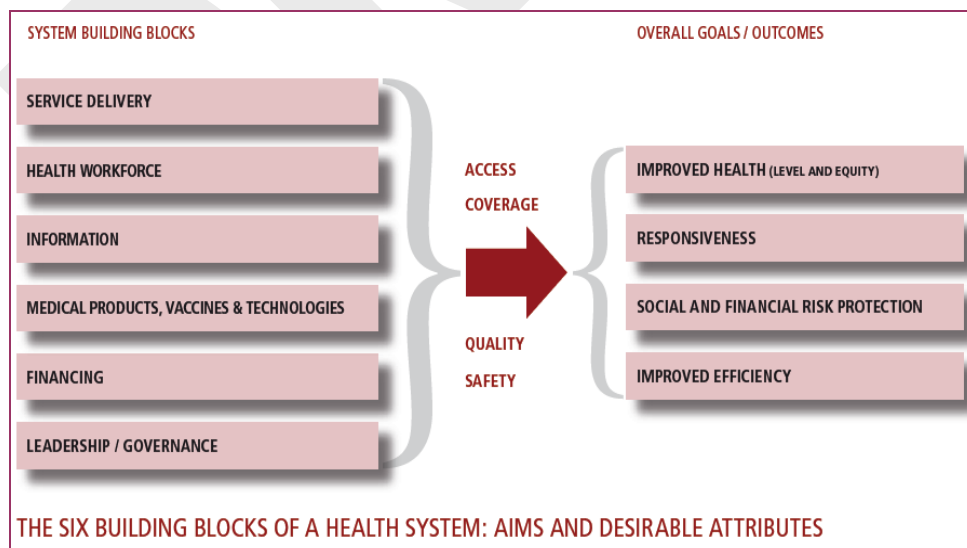 SYSTEM BUILDING BLOCKS
OVERALL GOALS / OUTCOMES
SERVICE DELIVERY
HEALTH WORKFORCE
INFORMATION
MEDICAL PRODUCTS, VACCINES & TECHNOLOGIES
FINANCING
LEADERSHIP / GOVERNANCE
ACCESS
COVERAGE
QUALITY
SAFETY
IMPROVED HEALTH (LEVEL AND EQUITY)
RESPONSIVENESS
SOCIAL AND FINANCIAL RISK PROTECTION
IMPROVED EFFICIENCY
THE SIX BUILDING BLOCKS OF A HEALTH SYSTEM: AIMS AND DESIRABLE ATTRIBUTES